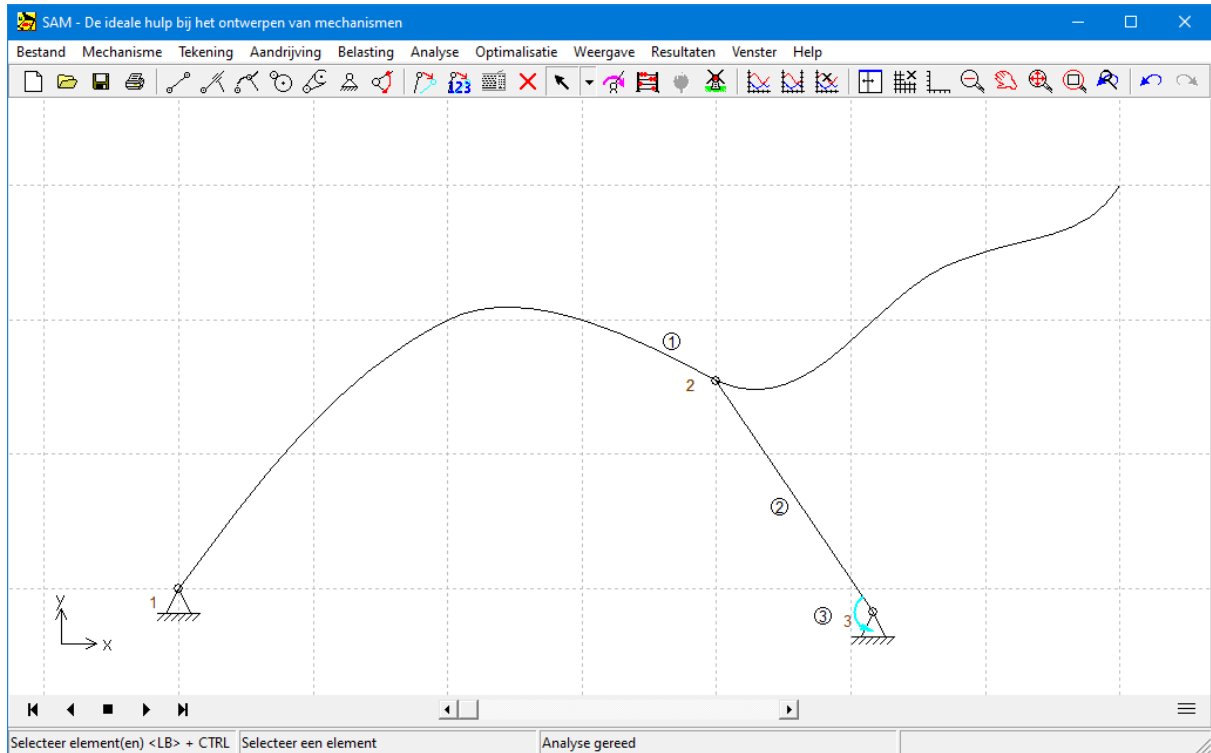 SAM - De ideale hulp bij het ontwerpen van mechanismen
Bestand Mechanisme Tekening Aandrijving Belasting Analyse Optimalisatie Weergave Resultaten Venster Help
123
1
2
2
3
3
1
y
x
Selecteer element(en) <LB> + CTRL Selecteer een element Analyse gereed